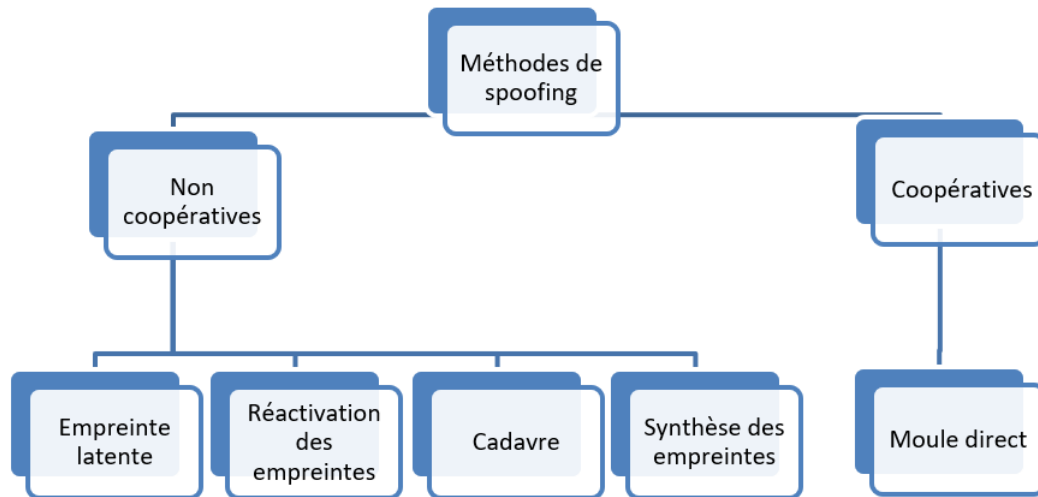 Méthodes de
spoofing
Non
coopératives
Coopératives
Empreinte
latente
Réactivation
des
empreintes
Cadavre
Synthèse des
empreintes
Moule direct